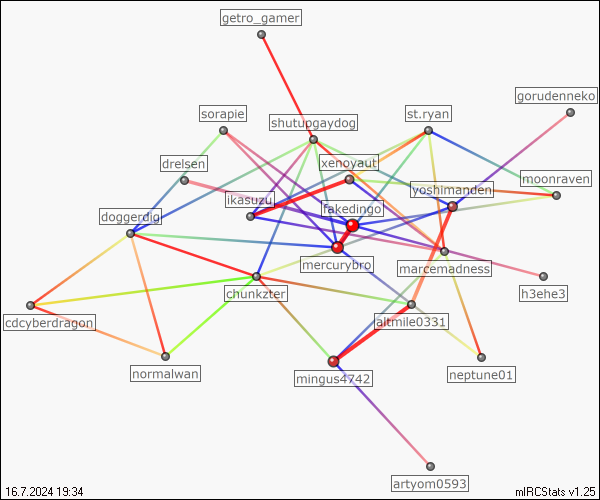 getro_gamer
gorudenneko
sorapie
st.ryan
shutupgaydog
drelsen
xenoyaut
moonraven
yoshimanden
ikasuzu
fakedingo
doggerdig
mercurybro
marcemadness
chunkzter
h3ehe3
cdcyberdragon
altmile0331
normalwan
mingus4742
neptune01
artyom0593
16.7.2024 19:34
mIRCStats v1.25